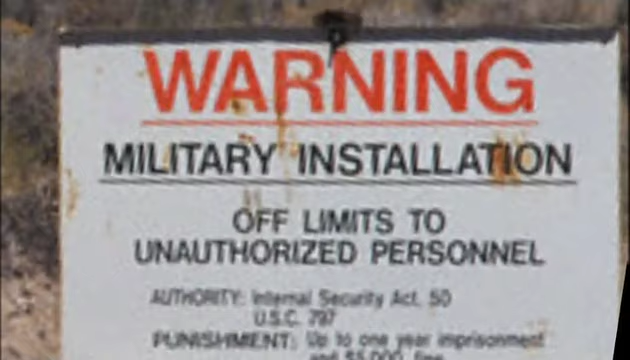 WARNING
MILITARY INSTALLATION
OFF LIMITS TO
UNAUTHORIZED PERSONNEL
AUTHORITY: Internal Security Act, 50
U.S.C. 797
PUNISHMENT: Up to one year imprisonment
and $5,000. fine